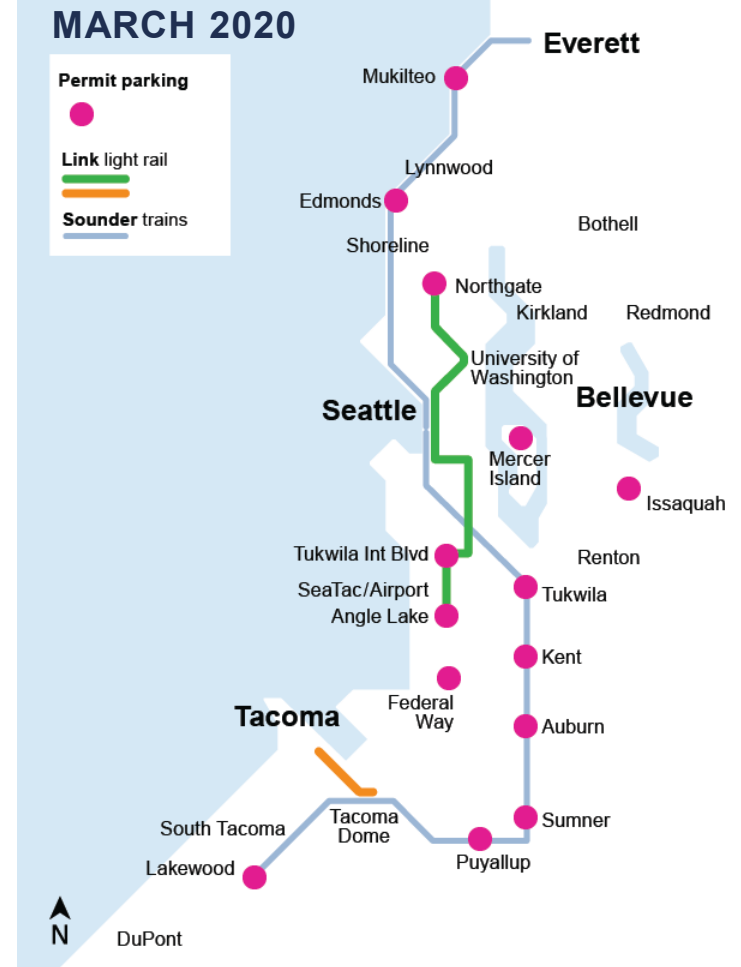 MARCH 2020
Permit parking
Link light rail
Sounder trains
Everett
Mukilteo
Lynnwood
Edmonds
Bothell
Shoreline
Northgate
Kirkland
Redmond
University of
Washington
Bellevue
Seattle
Mercer
Island
Issaquah
Tukwila Int Blvd
Renton
SeaTac/Airport
Tukwila
Angle Lake
Kent
Federal
Way
Tacoma
Auburn
Tacoma
Dome
South Tacoma
Sumner
Puyallup
Lakewood
N
DuPont